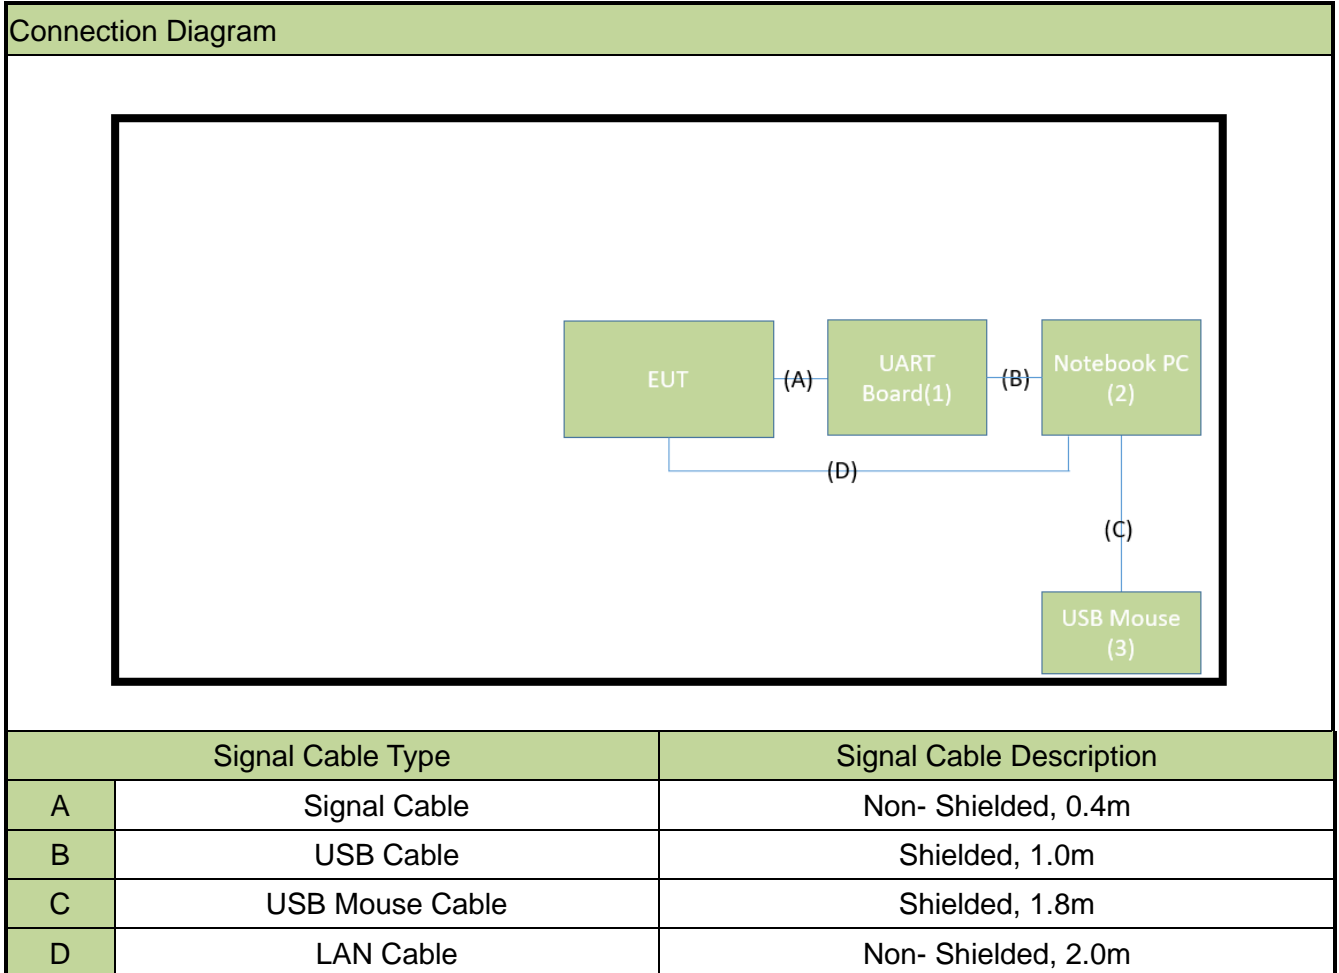 Connection Diagram
EUT
(A)
UART
Board(1)
(B)
Notebook PC
(2)
(D)
(C)
USB Mouse
(3)
Signal Cable Type Signal Cable Description
A Signal Cable Non- Shielded, 0.4m
B USB Cable Shielded, 1.0m
C USB Mouse Cable Shielded, 1.8m
D LAN Cable Non- Shielded, 2.0m